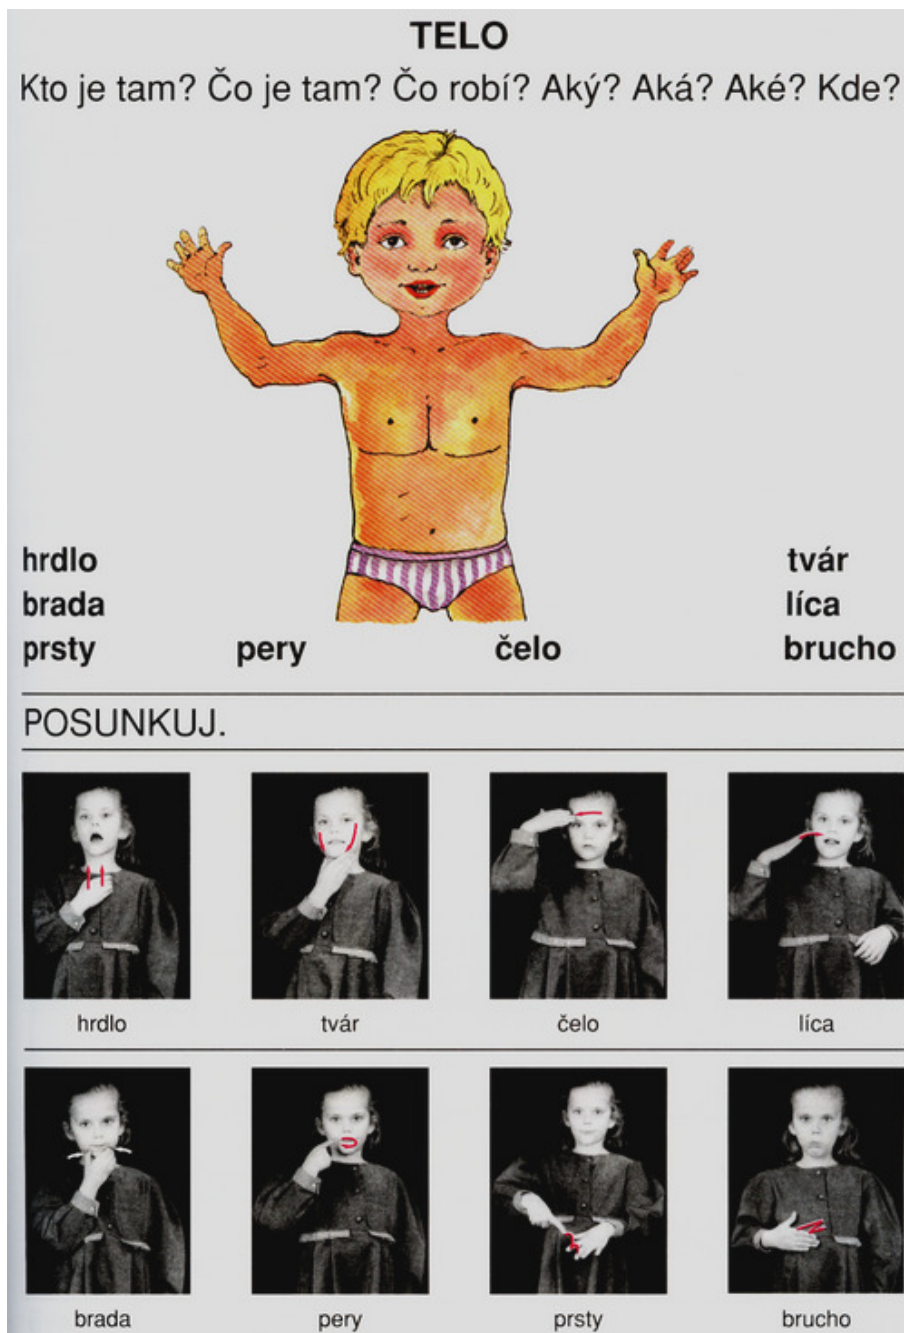 TELO
Kto je tam? Čo je tam? Čo robí? Aký? Aká? Aké? Kde?
hrdlo tvár
brada líca
prsty pery čelo brucho
POSUNKUJ.
hrdlo tvár čelo líca
brada pery prsty brucho